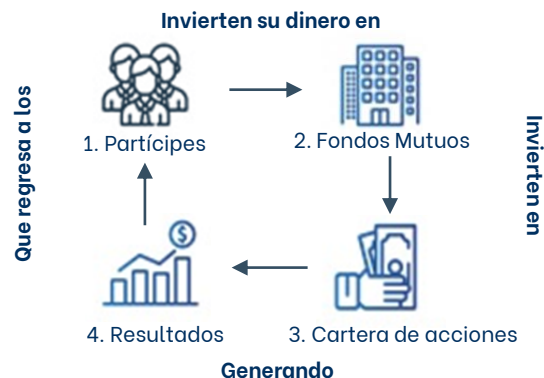 Invierten su dinero en
1. Partícipes
2. Fondos Mutuos
Invierten en
3. Cartera de acciones
Generando
4. Resultados
$
Que regresa a los